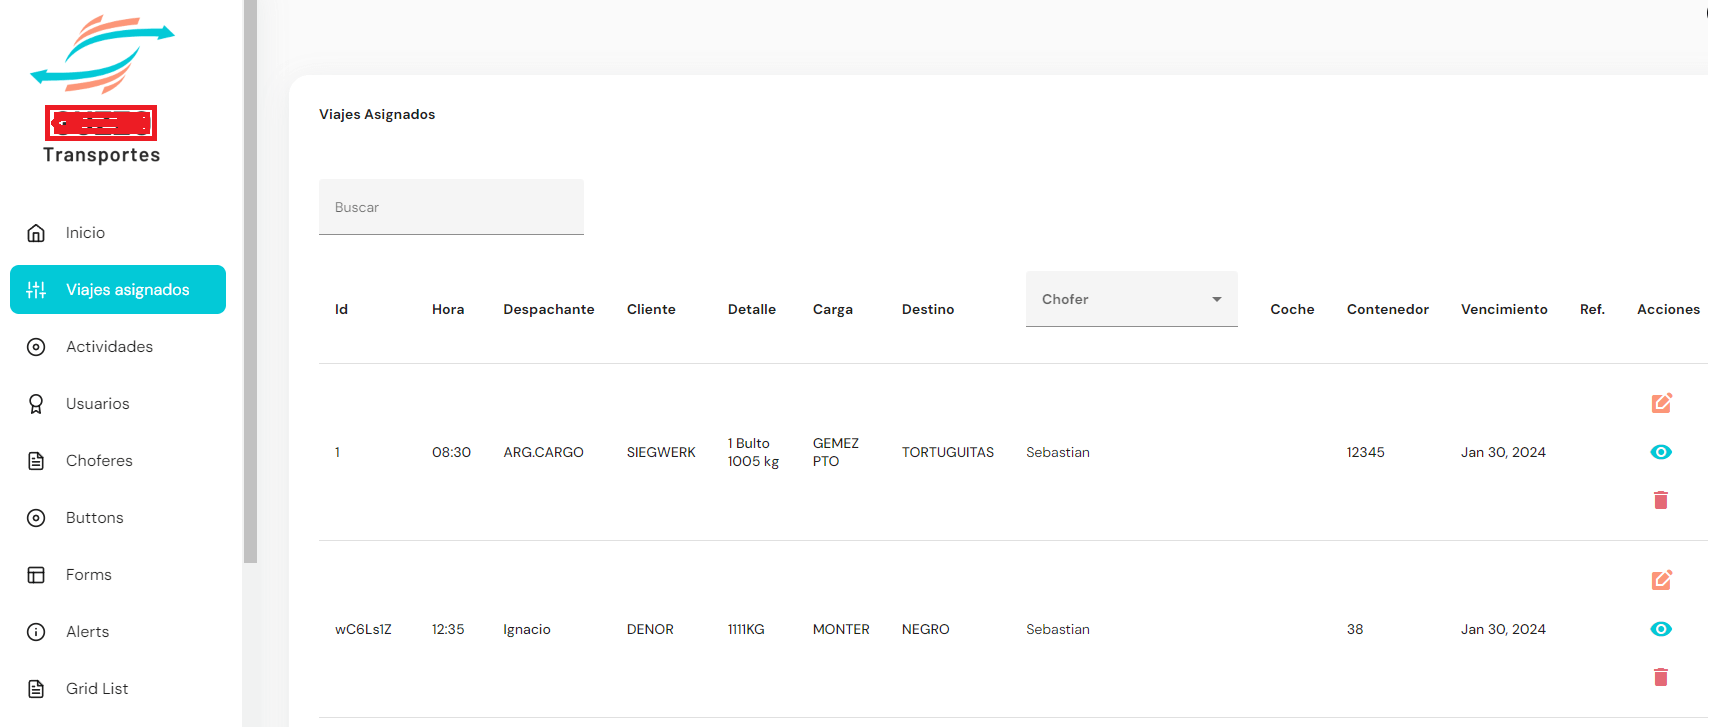 Transportes
Inicio
Viajes asignados
Actividades
Usuarios
Choferes
Buttons
Forms
Alerts
Grid List
Viajes Asignados
Buscar
Id Hora Despachante Cliente Detalle Carga Destino Chofer Coche Contenedor Vencimiento Ref. Acciones
1 08:30 ARG.CARGO SIEGWERK 1 Bulto 1005 kg GEMEZ PTO TORTUGUITAS Sebastian 12345 Jan 30, 2024
wC6Ls1Z 12:35 Ignacio DENOR 1111KG MONTER NEGRO Sebastian 38 Jan 30, 2024